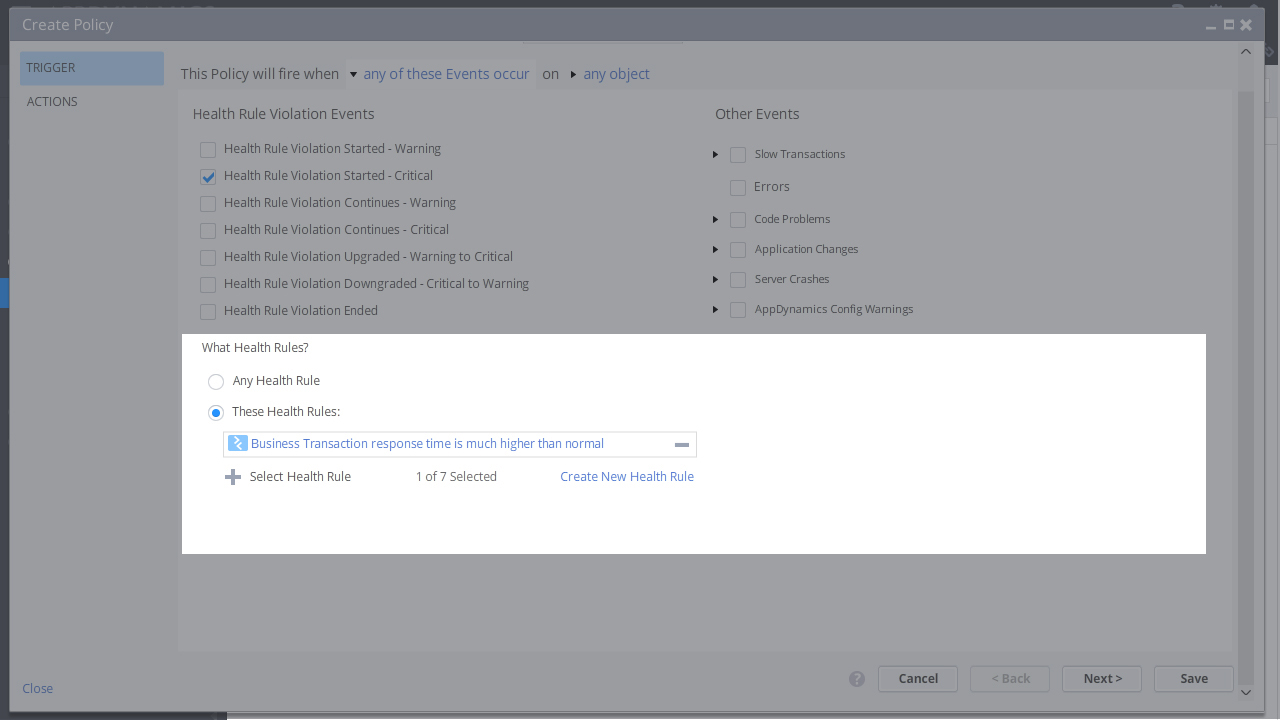 Create Policy
TRIGGER
ACTIONS
This Policy will fire when any of these Events occur on any object
Health Rule Violation Events
Health Rule Violation Started - Warning
Health Rule Violation Started - Critical
Health Rule Violation Continues - Warning
Health Rule Violation Continues - Critical
Health Rule Violation Upgraded - Warning to Critical
Health Rule Violation Downgraded - Critical to Warning
Health Rule Violation Ended
Other Events
Slow Transactions
Errors
Code Problems
Application Changes
Server Crashes
AppDynamics Config Warnings
What Health Rules?
Any Health Rule
These Health Rules:
Business Transaction response time is much higher than normal
Select Health Rule 1 of 7 Selected Create New Health Rule
Close
? Cancel < Back Next > Save